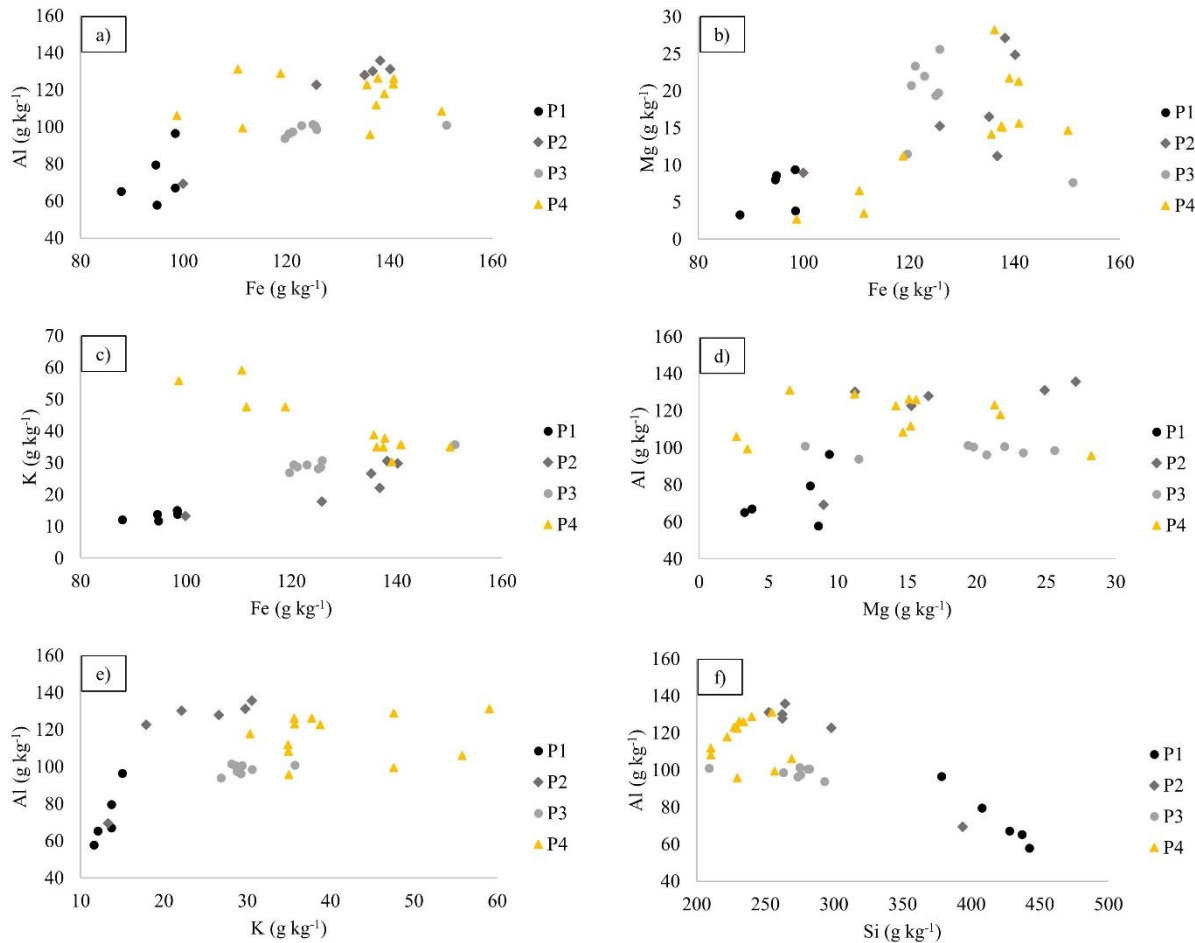 a)
160
140
120
100
80
60
40
80 100 120 140 160
Al (g kg⁻¹)
Fe (g kg⁻¹)
P1
P2
P3
P4
b)
30
25
20
15
10
5
0
80 100 120 140 160
Mg (g kg⁻¹)
Fe (g kg⁻¹)
P1
P2
P3
P4
c)
70
60
50
40
30
20
10
0
80 100 120 140 160
K (g kg⁻¹)
Fe (g kg⁻¹)
P1
P2
P3
P4
d)
160
140
120
100
80
60
40
0 5 10 15 20 25 30
Al (g kg⁻¹)
Mg (g kg⁻¹)
P1
P2
P3
P4
e)
160
140
120
100
80
60
40
10 20 30 40 50 60
Al (g kg⁻¹)
K (g kg⁻¹)
P1
P2
P3
P4
f)
160
140
120
100
80
60
40
200 250 300 350 400 450 500
Al (g kg⁻¹)
Si (g kg⁻¹)
P1
P2
P3
P4